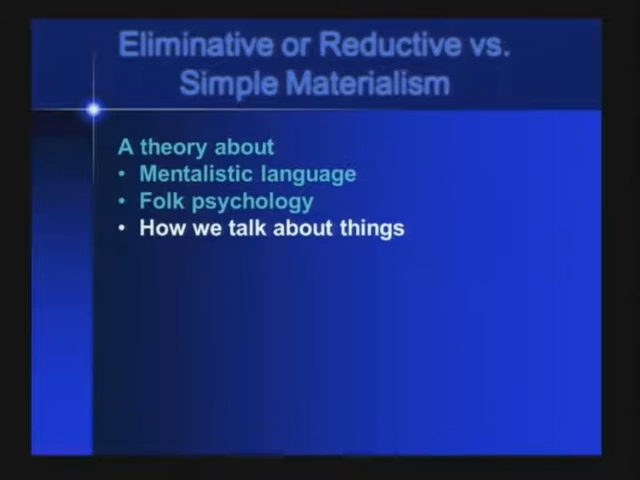 Eliminative or Reductive vs.
Simple Materialism
A theory about
• Mentalistic language
• Folk psychology
• How we talk about things